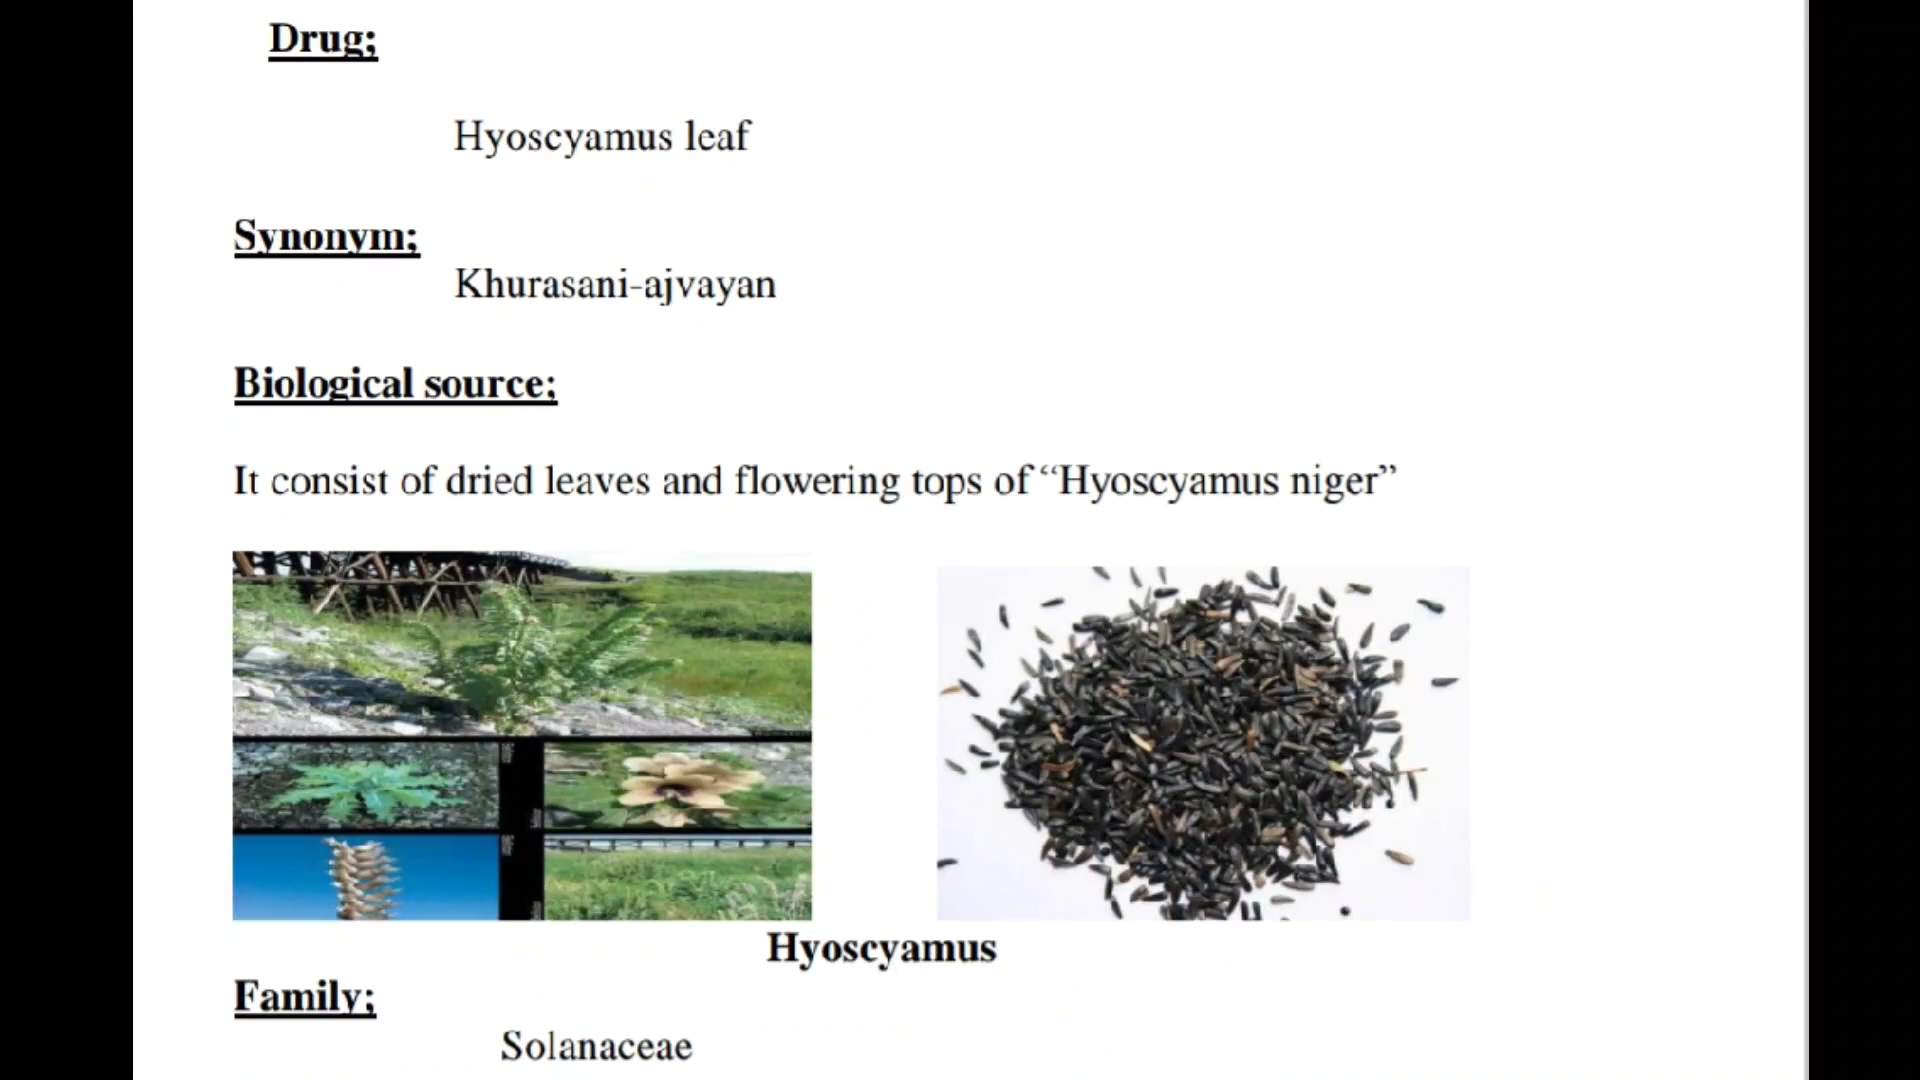 Drug;
Hyoscyamus leaf
Synonym;
Khurasani-ajvayan
Biological source;
It consist of dried leaves and flowering tops of “Hyoscyamus niger”
Hyoscyamus
Family;
Solanaceae